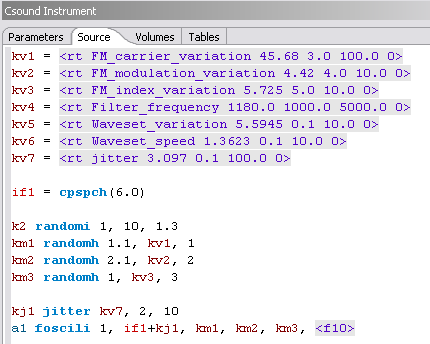 Csound Instrument
Parameters Source Volumes Tables
kv1 = <rt FM_carrier_variation 45.68 3.0 100.0 0>
kv2 = <rt FM_modulation_variation 4.42 4.0 10.0 0>
kv3 = <rt FM_index_variation 5.725 5.0 10.0 0>
kv4 = <rt Filter_frequency 1180.0 1000.0 5000.0 0>
kv5 = <rt Waveset_variation 5.5945 0.1 10.0 0>
kv6 = <rt Waveset_speed 1.3623 0.1 10.0 0>
kv7 = <rt jitter 3.097 0.1 100.0 0>
if1 = cpspch(6.0)
k2 randomi 1, 10, 1.3
km1 randomh 1.1, kv1, 1
km2 randomh 2.1, kv2, 2
km3 randomh 1, kv3, 3
kj1 jitter kv7, 2, 10
a1 foscili 1, if1+kj1, km1, km2, km3, <f10>